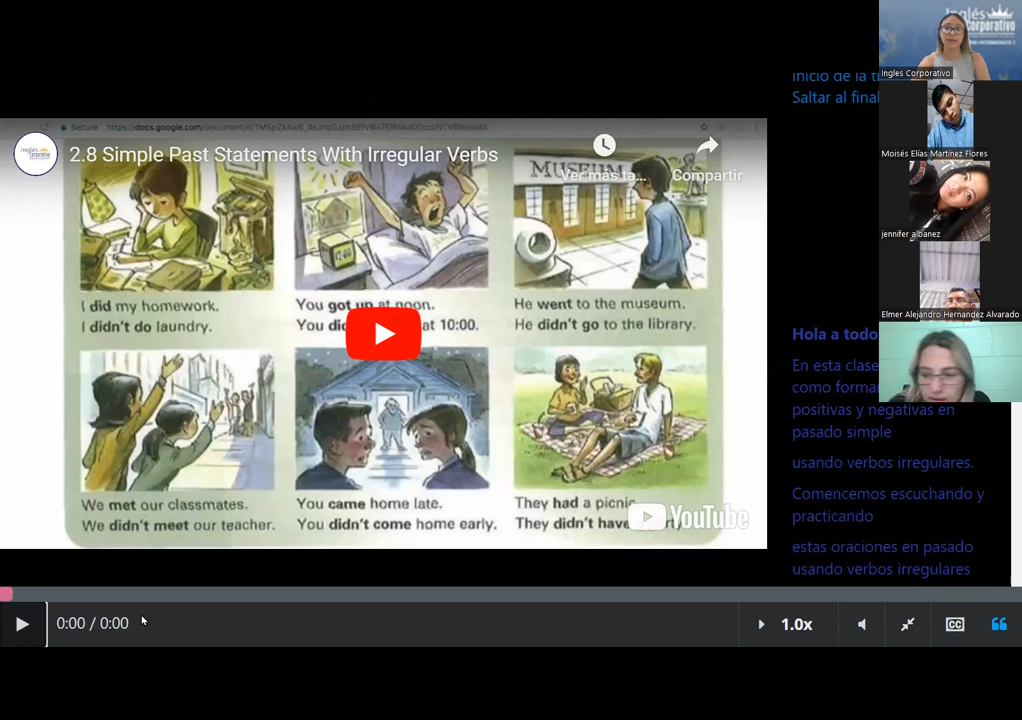 Inglés
Corporativo
Ingles Corporativo
Inicio de la
Saltar al final
Secure
2.8 Simple Past Statements With Irregular Verbs
Ver más ta...
Compartir
MUSEUM
Moisés Elías Martinez Flores
jennifer albanez
I did my homework.
I didn't do laundry.
You got up at noon.
You at 10:00.
He went to the museum.
He didn't go to the library.
Elmer Alejandro Hernandez Alvarado
Hola a todo
En esta clase
como formar
positivas y negativas en
pasado simple
usando verbos irregulares.
Comencemos escuchando y
practicando
estas oraciones en pasado
usando verbos irregulares
We met our classmates.
We didn't meet our teacher.
You came home late.
You didn't come home early.
They had a picnic
They didn't have
YouTube
0:00 / 0:00
1.0x
CC